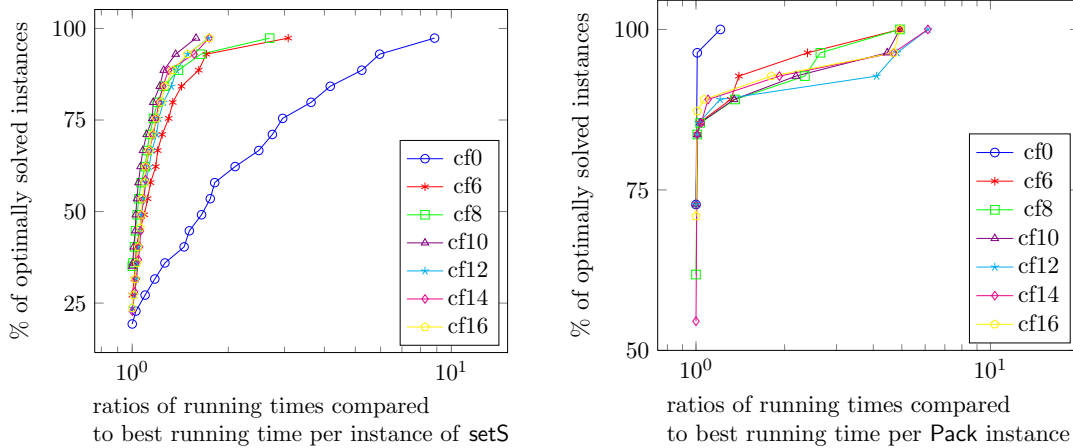 % of optimally solved instances
100
75
50
25
10^0
10^1
cf0
cf6
cf8
cf10
cf12
cf14
cf16
ratios of running times compared
to best running time per instance of setS
% of optimally solved instances
100
75
50
10^0
10^1
cf0
cf6
cf8
cf10
cf12
cf14
cf16
ratios of running times compared
to best running time per Pack instance